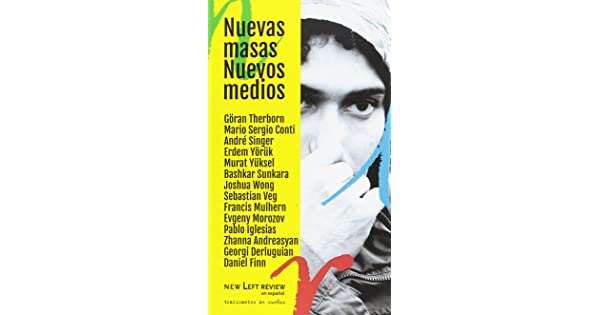 Nuevas
masas
Nuevos
medios
Göran Therborn
Mario Sergio Conti
André Singer
Erdem Yörük
Murat Yüksel
Bashkar Sunkara
Joshua Wong
Sebastian Veg
Francis Mulhern
Evgeny Morozov
Pablo Iglesias
Zhanna Andreasyan
Georgi Derluguian
Daniel Finn
NEW LEFT REVIEW
en español
traficantes de sueños